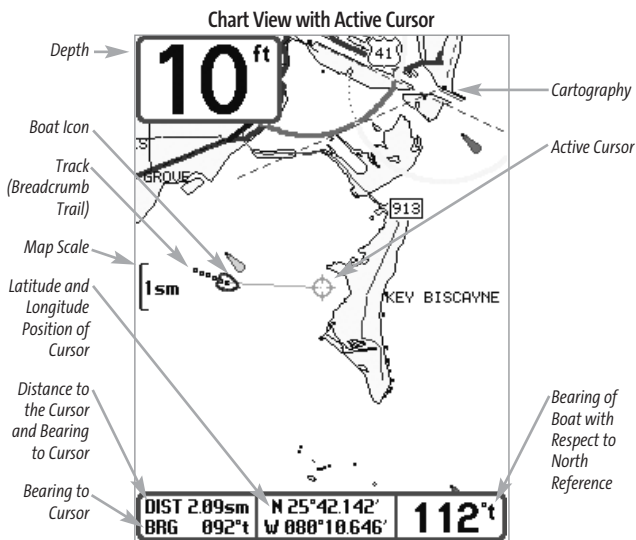 Chart View with Active Cursor
Depth
10 ft
41
Cartography
Boat Icon
Active Cursor
Track
(Breadcrumb
Trail)
S
GROVE
913
Map Scale
1sm
Latitude and
Longitude
Position of
Cursor
KEY BISCAYNE
Distance to
the Cursor
and Bearing
to Cursor
Bearing of
Boat with
Respect to
North
Reference
Bearing to
Cursor
DIST 2.09sm
BRG 092°t
N 25°42.142'
W 080°10.646'
112°t